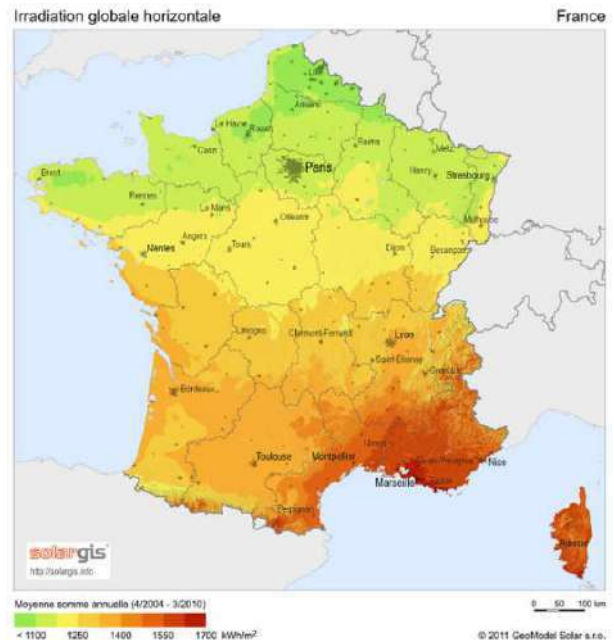 Irradiation globale horizontale
France
Lille
Amiens
Le Havre
Rouen
Caen
Reims
Metz
Paris
Nancy
Strasbourg
Brest
Rennes
Le Mans
Orléans
Mulhouse
Angers
Tours
Nantes
Dijon
Besançon
Limoges
Clermont-Ferrand
Lyon
Saint-Étienne
Grenoble
Bordeaux
Nîmes
Toulouse
Montpellier
Nice
Marseille
Toulon
Perpignan
Ajaccio
solargis
http://solargis.info
Moyenne somme annuelle (4/2004 - 3/2010)
0 50 100 km
< 1100 1250 1400 1550 1700 kWh/m²
© 2011 GeoModel Solar s.r.o.